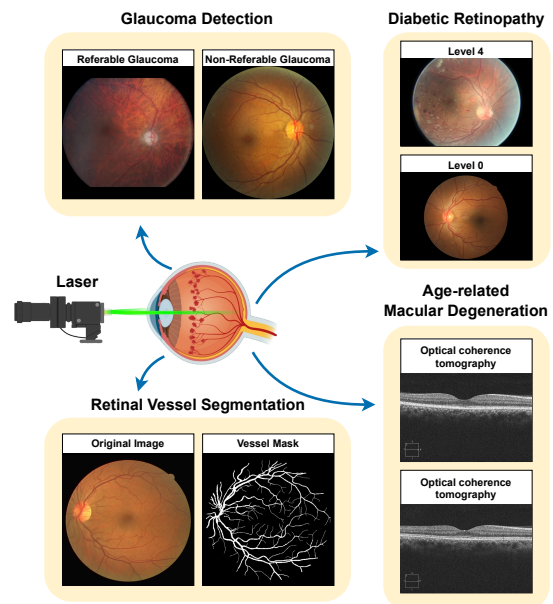 Glaucoma Detection
Referable Glaucoma
Non-Referable Glaucoma
Diabetic Retinopathy
Level 4
Level 0
Laser
Age-related
Macular Degeneration
Optical coherence
tomography
Optical coherence
tomography
Retinal Vessel Segmentation
Original Image
Vessel Mask